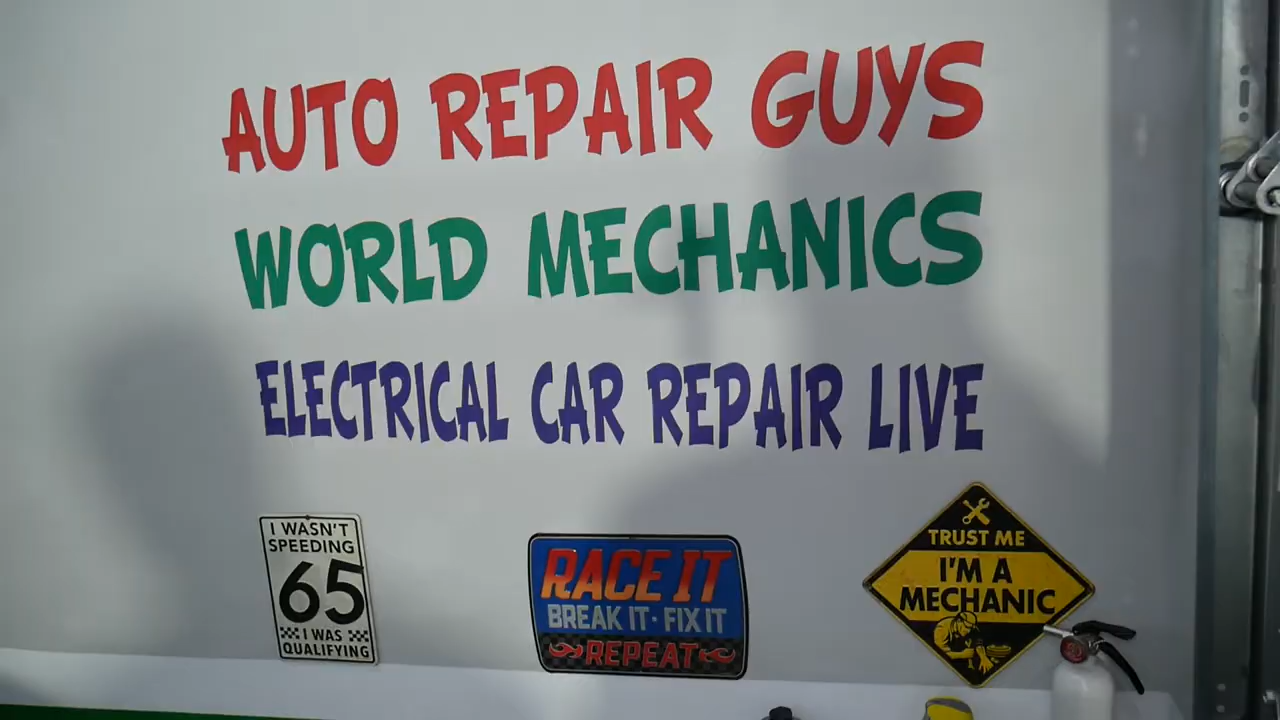 AUTO REPAIR GUYS
WORLD MECHANICS
ELECTRICAL CAR REPAIR LIVE
I WASN'T
SPEEDING
65
I WAS
QUALIFYING
RACE IT
BREAK IT · FIX IT
REPEAT
TRUST ME
I'M A
MECHANIC